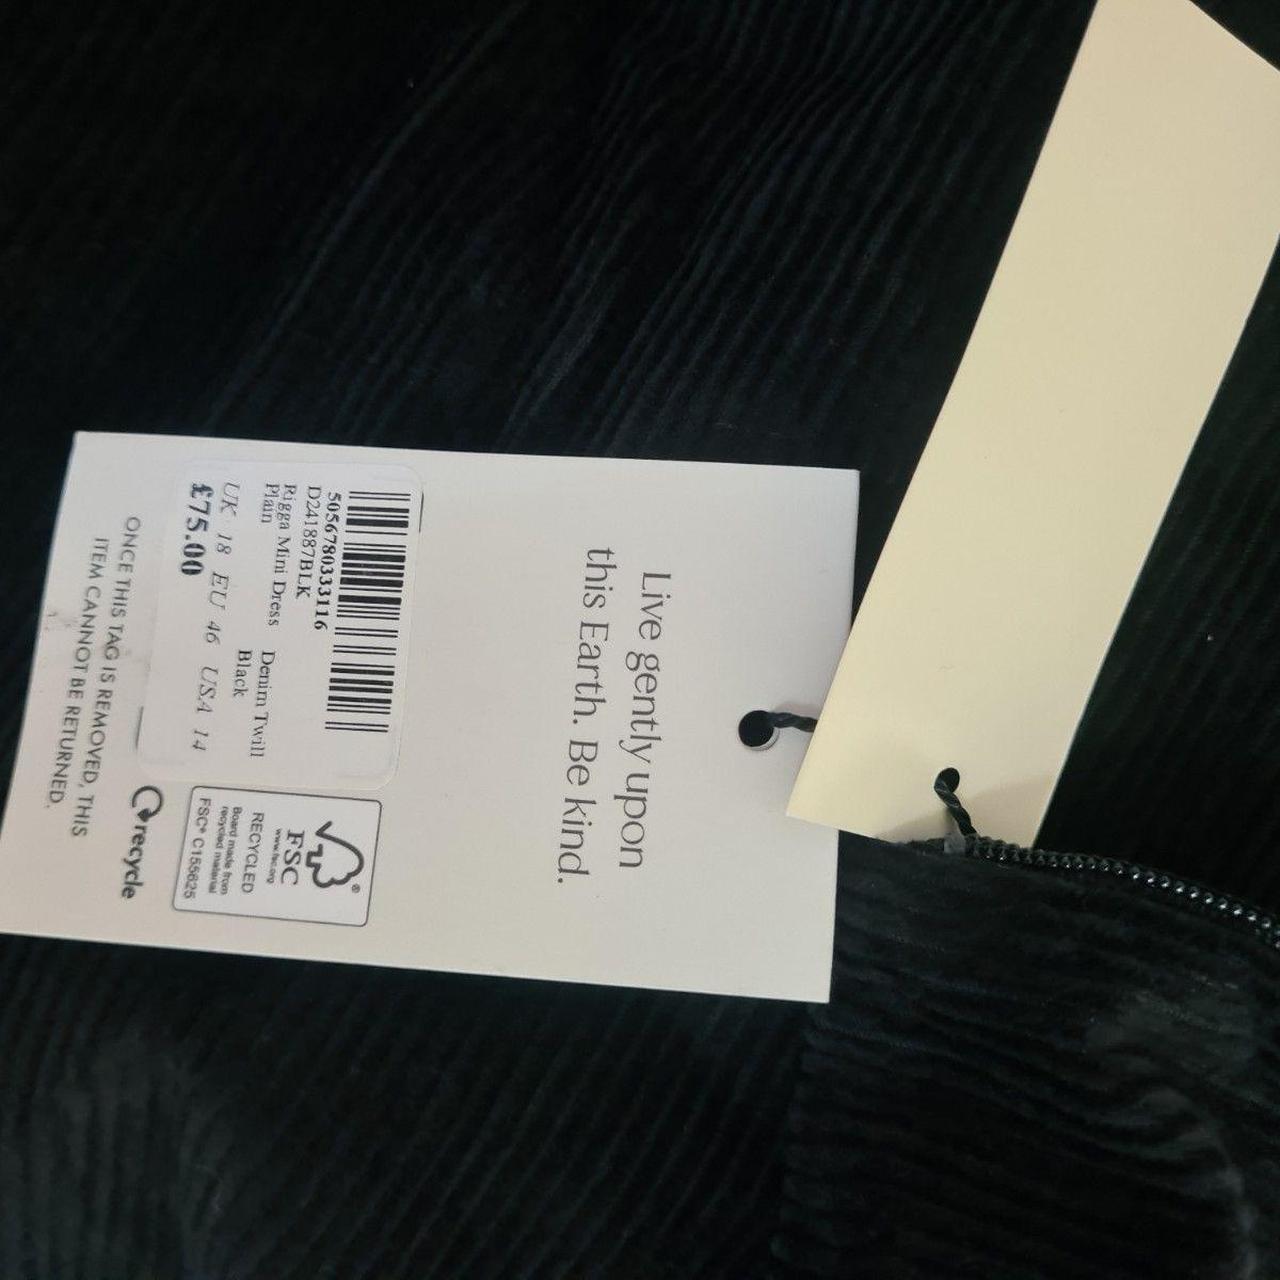 Live gently upon
this Earth. Be kind.
5056780333116
D241887BLK
Rigga Mini Dress Denim Twill
Plain Black
UK 18 EU 46 USA 14
£75.00
FSC
www.fsc.org
RECYCLED
Board made from
recycled material
FSC® C155625
recycle
ONCE THIS TAG IS REMOVED, THIS
ITEM CANNOT BE RETURNED.